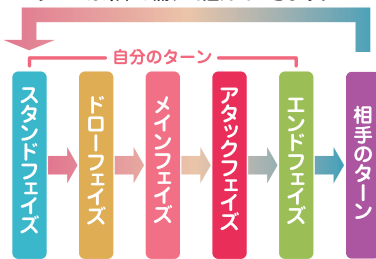 自分のターン
スタンドフェイズ
ドローフェイズ
メインフェイズ
アタックフェイズ
エンドフェイズ
相手のターン